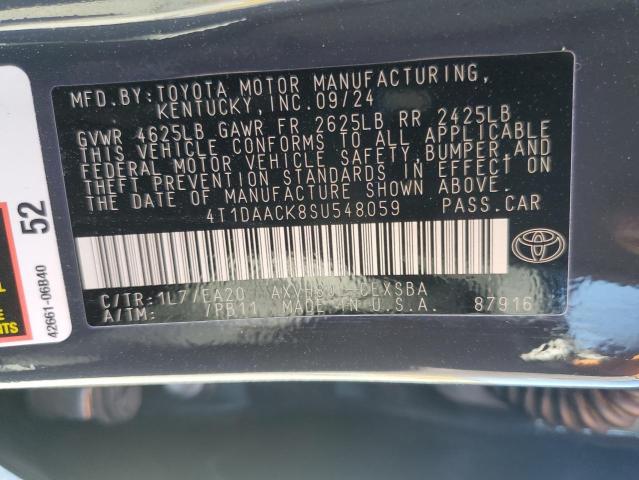 MFD.BY:TOYOTA MOTOR MANUFACTURING,
KENTUCKY,INC.09/24
GVWR 4625LB GAWR FR 2625LB RR 2425LB
THIS VEHICLE CONFORMS TO ALL APPLICABLE
FEDERAL MOTOR VEHICLE SAFETY,BUMPER AND
THEFT PREVENTION STANDARDS IN EFFECT ON
THE DATE OF MANUFACTURE SHOWN ABOVE.
4T1DAACK8SU548059 PASS.CAR
C/TR:1L7/EA20
A/TM: /PB11 MADE IN U.S.A. 87916
52
42661-06B40